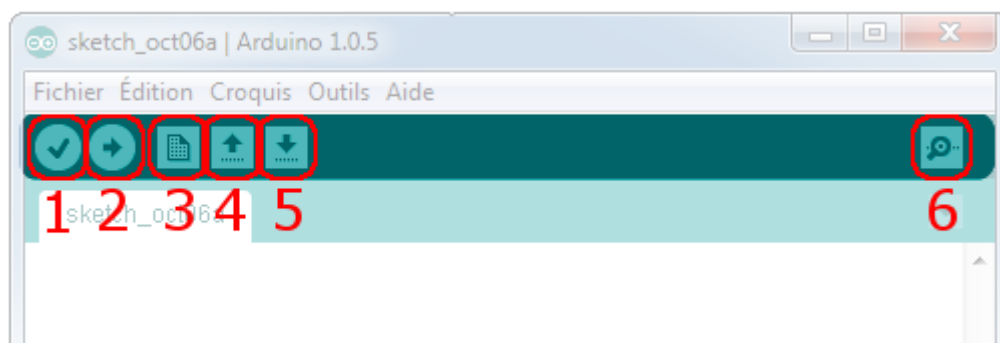 sketch_oct06a | Arduino 1.0.5
Fichier Édition Croquis Outils Aide
1 2 3 4 5 6
sketch_oct06a